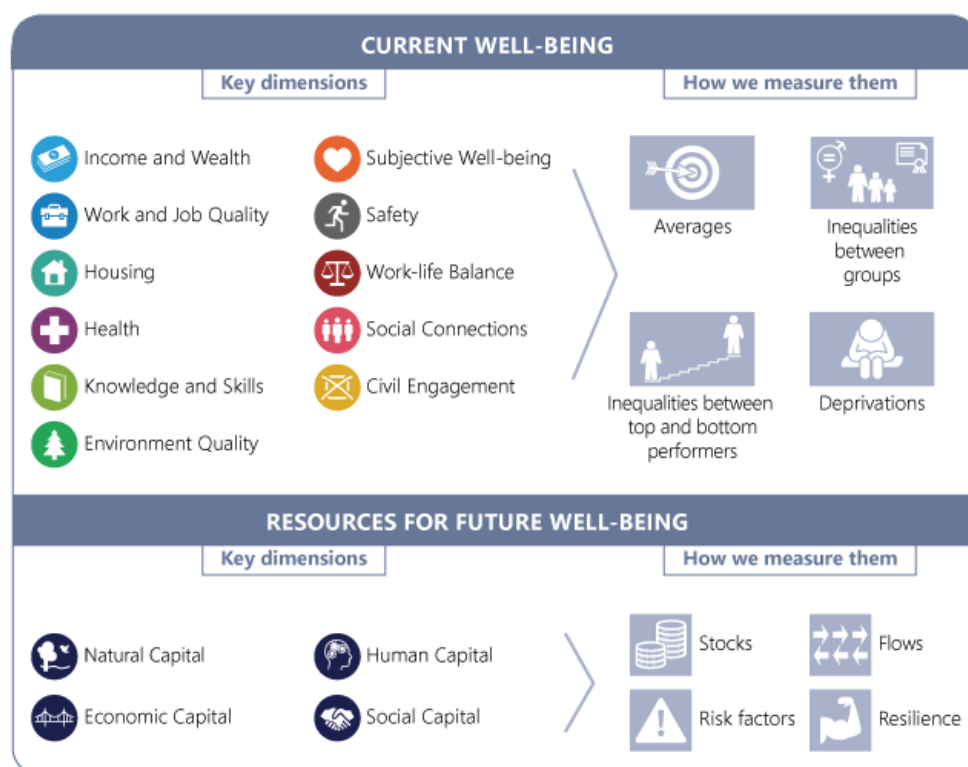 CURRENT WELL-BEING
Key dimensions
How we measure them
Income and Wealth
Subjective Well-being
Work and Job Quality
Safety
Housing
Work-life Balance
Health
Social Connections
Knowledge and Skills
Civil Engagement
Environment Quality
Averages
Inequalities
between
groups
Inequalities between
top and bottom
performers
Deprivations
RESOURCES FOR FUTURE WELL-BEING
Key dimensions
How we measure them
Natural Capital
Human Capital
Economic Capital
Social Capital
Stocks
Flows
Risk factors
Resilience